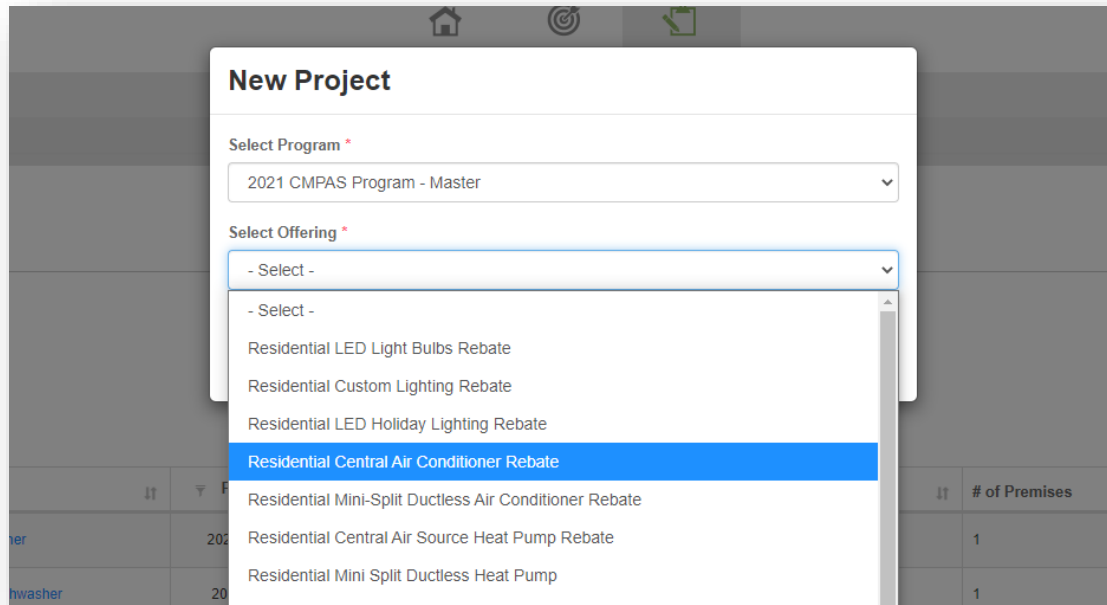 New Project
Select Program *
2021 CMPAS Program - Master
Select Offering *
- Select -
- Select -
Residential LED Light Bulbs Rebate
Residential Custom Lighting Rebate
Residential LED Holiday Lighting Rebate
Residential Central Air Conditioner Rebate
Residential Mini-Split Ductless Air Conditioner Rebate
Residential Central Air Source Heat Pump Rebate
Residential Mini Split Ductless Heat Pump
# of Premises
1
1